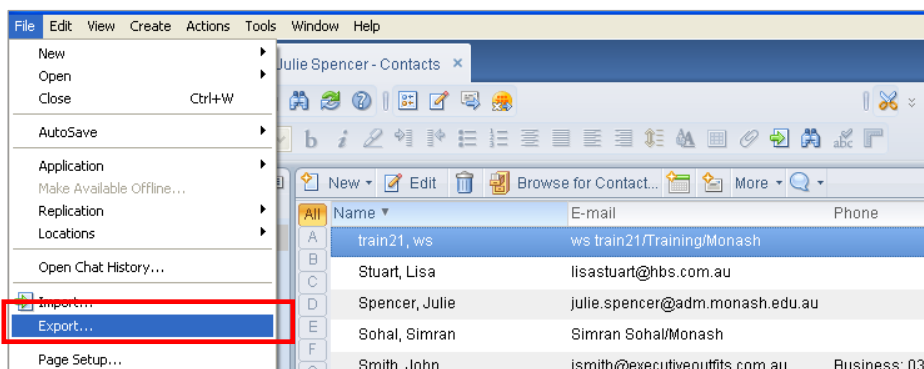 File Edit View Create Actions Tools Window Help
New
Open
Close Ctrl+W
AutoSave
Application
Make Available Offline...
Replication
Locations
Open Chat History...
Import...
Export...
Page Setup...
Julie Spencer - Contacts
b i abc
New Edit Browse for Contact... More
All Name E-mail Phone
A
B
C
D
E
F
train21, ws ws train21/Training/Monash
Stuart, Lisa lisastuart@hbs.com.au
Spencer, Julie julie.spencer@adm.monash.edu.au
Sohal, Simran Simran Sohal/Monash
Smith, John jsmith@executiveoutfits.com.au Business: 03